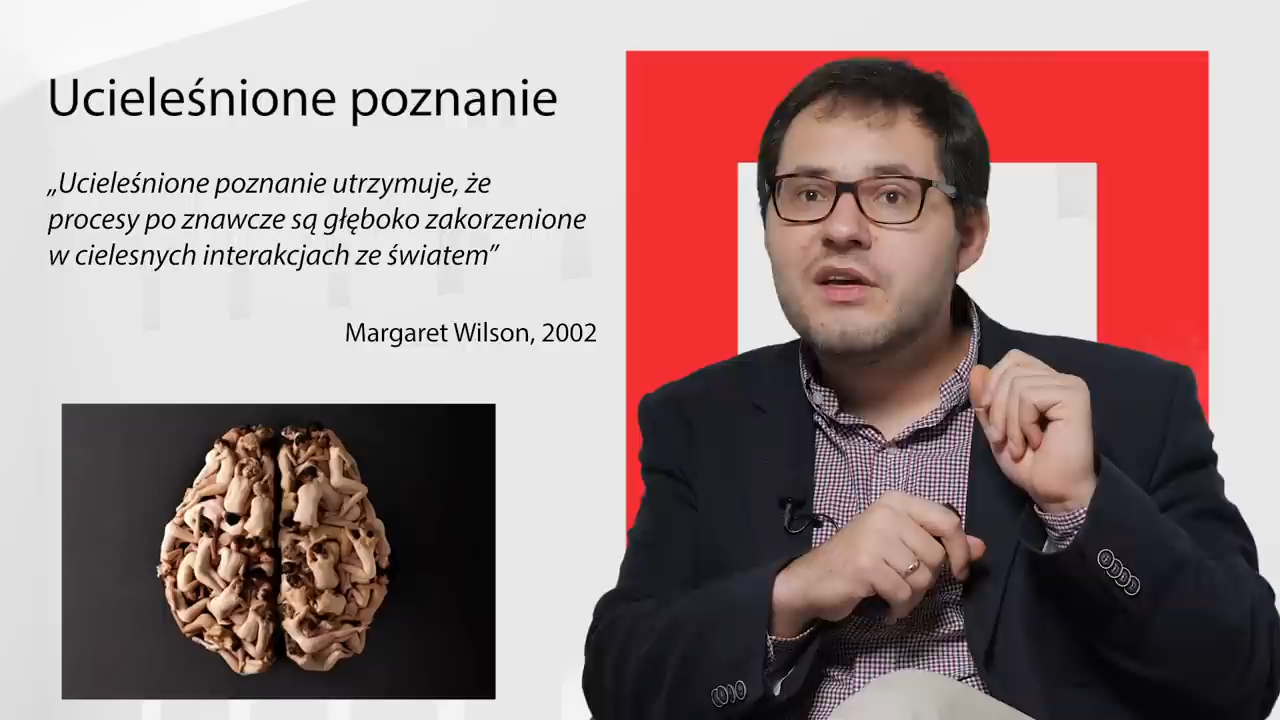 Ucieleśnione poznanie
„Ucieleśnione poznanie utrzymuje, że
procesy po znawcze są głęboko zakorzenione
w cielesnych interakcjach ze światem”
Margaret Wilson, 2002